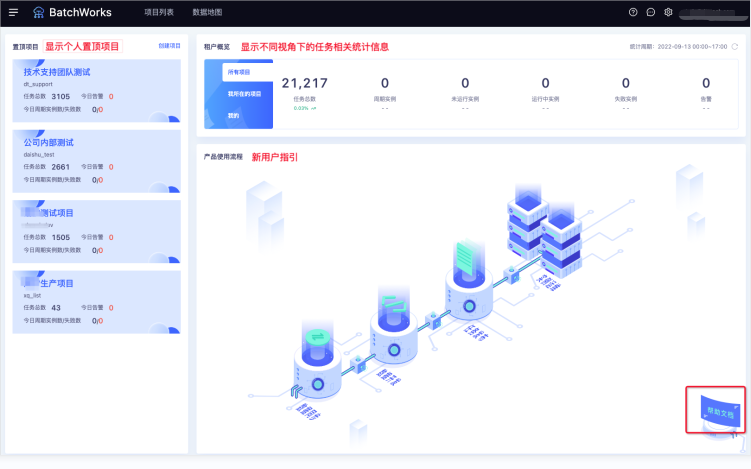 BatchWorks
项目列表
数据地图
置顶项目
显示个人置顶项目
创建项目
技术支持团队测试
dt_support
任务总数 3105 今日告警 0
今日周期实例数/失败数 0/0
公司内部测试
daishu_test
任务总数 2661 今日告警 0
今日周期实例数/失败数 0/0
测试项目
任务总数 1505 今日告警 0
今日周期实例数/失败数 0/0
生产项目
xq_list
任务总数 43 今日告警 0
今日周期实例数/失败数 0/0
租户概览
显示不同视角下的任务相关统计信息
统计周期：2022-09-13 00:00~17:00
所有项目
我所在的项目
我的
21,217
任务总数
0.03%
0
周期实例
- -
0
未运行实例
- -
0
运行中实例
- -
0
失败实例
- -
0
告警
- -
产品使用流程
新用户指引
帮助文档